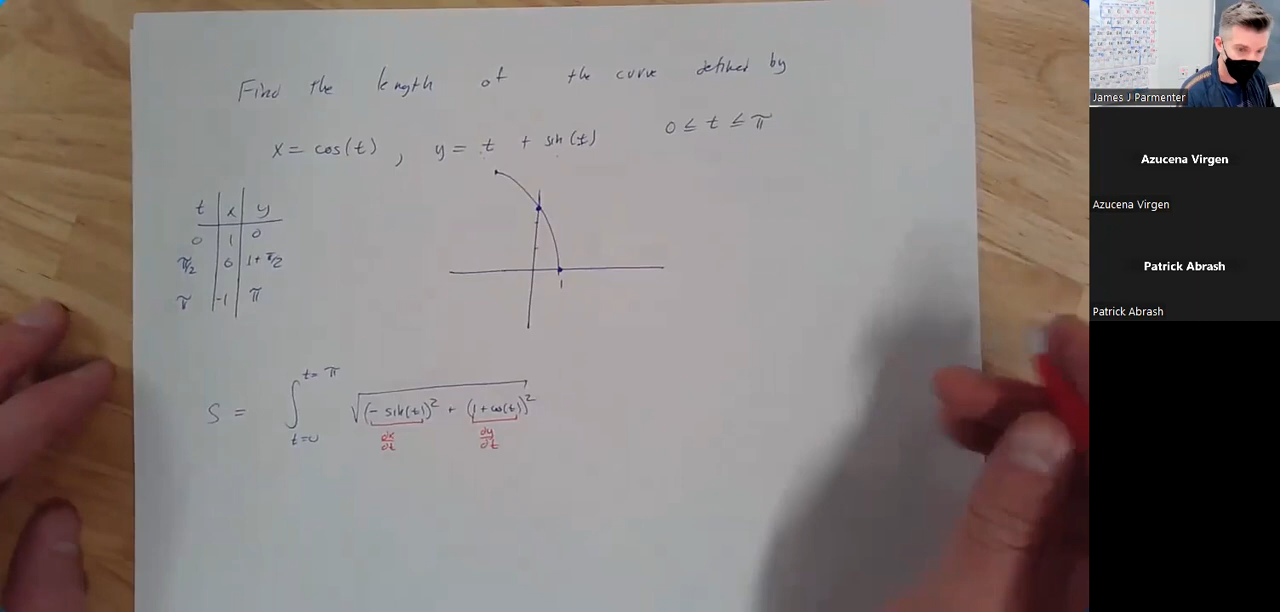 Find the length of the curve defined by
x = cos(t) , y = t + sin(t) 0 ≤ t ≤ π
t x y
0 1 0
π/2 0 1+π/2
π -1 π
1
t=π
S = ∫ √(-sin(t))² + (1+cos(t))²
t=0
dx/dt dy/dt
James J Parmenter
Azucena Virgen
Azucena Virgen
Patrick Abrash
Patrick Abrash